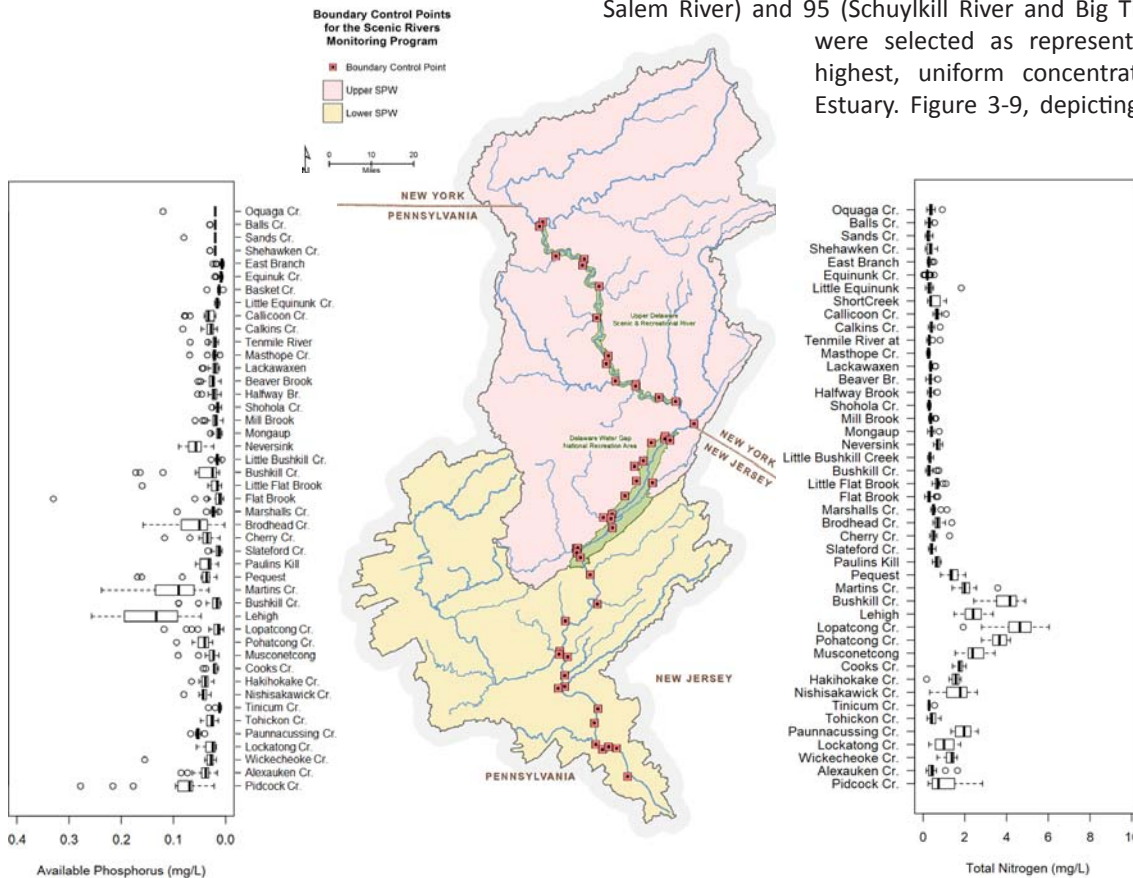 Salem River) and 95 (Schuylkill River and Big T
were selected as represent
highest, uniform concentrat
Estuary. Figure 3-9, depicting
Boundary Control Points
for the Scenic Rivers
Monitoring Program
Boundary Control Point
Upper SPW
Lower SPW
0 10 20
Miles
NEW YORK
PENNSYLVANIA
Upper Delaware
Scenic & Recreational River
Delaware Water Gap
National Recreation Area
NEW YORK
NEW JERSEY
NEW JERSEY
PENNSYLVANIA
Oquaga Cr.
Balls Cr.
Sands Cr.
Shehawken Cr.
East Branch
Equinuk Cr.
Basket Cr.
Little Equinunk Cr.
Callicoon Cr.
Calkins Cr.
Tenmile River
Masthope Cr.
Lackawaxen
Beaver Brook
Halfway Br.
Shohola Cr.
Mill Brook
Mongaup
Neversink
Little Bushkill Cr.
Bushkill Cr.
Little Flat Brook
Flat Brook
Marshalls Cr.
Brodhead Cr.
Cherry Cr.
Slateford Cr.
Paulins Kill
Pequest
Martins Cr.
Bushkill Cr.
Lehigh
Lopatcong Cr.
Pohatcong Cr.
Musconetcong
Cooks Cr.
Hakihokake Cr.
Nishisakawick Cr.
Tinicum Cr.
Tohickon Cr.
Paunnacussing Cr.
Lockatong Cr.
Wickecheoke Cr.
Alexauken Cr.
Pidcock Cr.
0.4 0.3 0.2 0.1 0.0
Available Phosphorus (mg/L)
Oquaga Cr.
Balls Cr.
Sands Cr.
Shehawken Cr.
East Branch
Equinunk Cr.
Little Equinunk
ShortCreek
Callicoon Cr.
Calkins Cr.
Tenmile River at
Masthope Cr.
Lackawaxen
Beaver Br.
Halfway Brook
Shohola Cr.
Mill Brook
Mongaup
Neversink
Little Bushkill Creek
Bushkill Cr.
Little Flat Brook
Flat Brook
Marshalls Cr.
Brodhead Cr.
Cherry Cr.
Slateford Cr.
Paulins Kill
Pequest
Martins Cr.
Bushkill Cr.
Lehigh
Lopatcong Cr.
Pohatcong Cr.
Musconetcong
Cooks Cr.
Hakihokake Cr.
Nishisakawick Cr.
Tinicum Cr.
Tohickon Cr.
Paunnacussing Cr.
Lockatong Cr.
Wickecheoke Cr.
Alexauken Cr.
Pidcock Cr.
0 2 4 6 8 10
Total Nitrogen (mg/L)